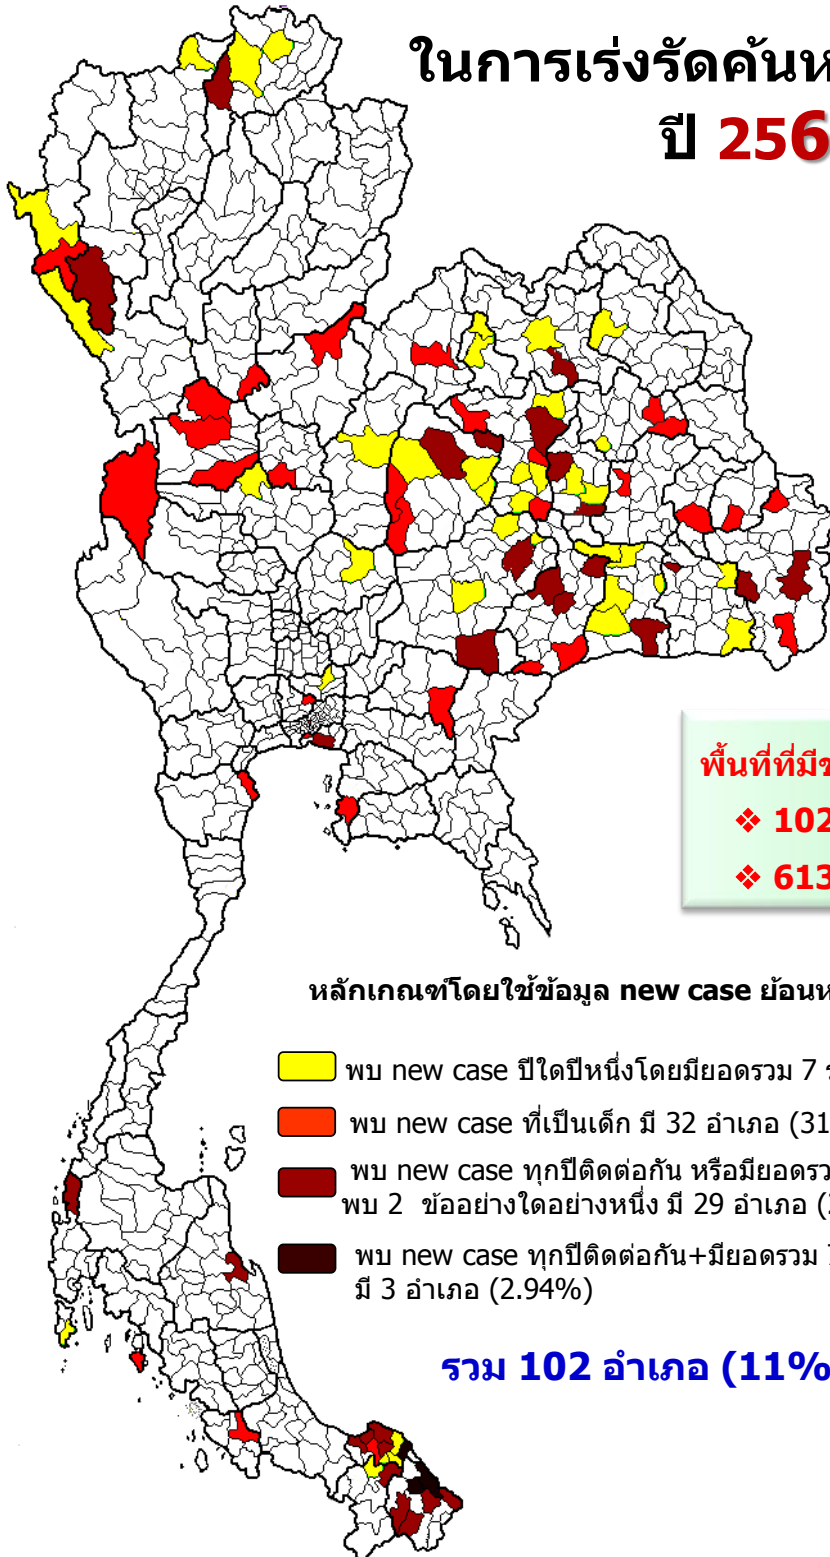 ในการเร่งรัดค้นห
ปี 256
พื้นที่ที่มี
❖ 102
❖ 613
หลักเกณฑ์โดยใช้ข้อมูล new case ย้อนห
พบ new case ปีใดปีหนึ่งโดยมียอดรวม 7
พบ new case ที่เป็นเด็ก มี 32 อำเภอ (31
พบ new case ทุกปีติดต่อกัน หรือมียอดรว
พบ 2 ข้ออย่างใดอย่างหนึ่ง มี 29 อำเภอ (
พบ new case ทุกปีติดต่อกัน+มียอดรวม
มี 3 อำเภอ (2.94%)
รวม 102 อำเภอ (11%